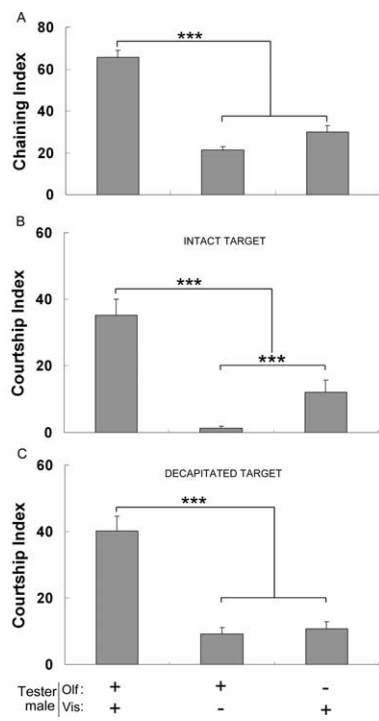 A
Chaining Index
80
60
40
20
0
***
B
INTACT TARGET
Courtship Index
60
40
20
0
***
***
C
DECAPITATED TARGET
Courtship Index
60
40
20
0
***
Tester male
Olf: + + -
Vis: + - +